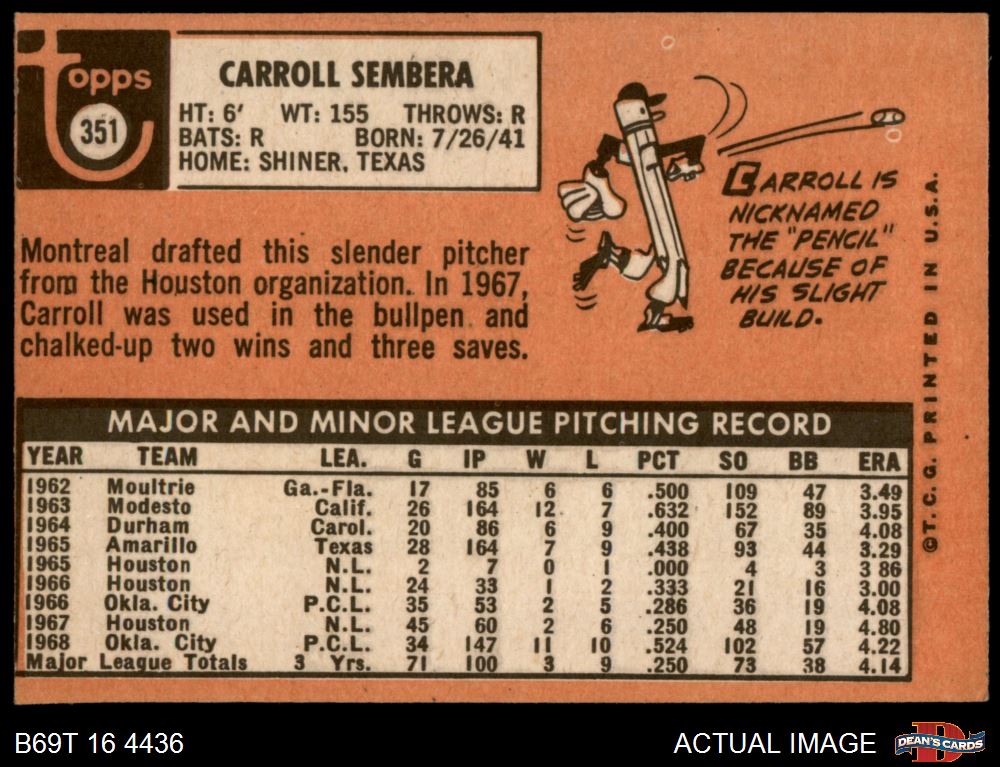 Topps
351
CARROLL SEMBERA
HT: 6' WT: 155 THROWS: R
BATS: R BORN: 7/26/41
HOME: SHINER, TEXAS
Montreal drafted this slender pitcher
from the Houston organization. In 1967,
Carroll was used in the bullpen and
chalked-up two wins and three saves.
CARROLL IS
NICKNAMED
THE "PENCIL"
BECAUSE OF
HIS SLIGHT
BUILD.
©T. C. G. PRINTED IN U.S.A.
MAJOR AND MINOR LEAGUE PITCHING RECORD
YEAR TEAM LEA. G IP W L PCT SO BB ERA
1962 Moultrie Ga.-Fla. 17 85 6 6 .500 109 47 3.49
1963 Modesto Calif. 26 164 12 7 .632 152 89 3.95
1964 Durham Carol. 20 86 6 9 .400 67 35 4.08
1965 Amarillo Texas 28 164 7 9 .438 93 44 3.29
1965 Houston N.L. 2 7 0 1 .000 4 3 3 86
1966 Houston N.L. 24 33 1 2 .333 21 16 3.00
1966 Okla. City P.C.L. 35 53 2 5 .286 36 19 4.08
1967 Houston N.L. 45 60 2 6 .250 48 19 4.80
1968 Okla. City P.C.L. 34 147 11 10 .524 102 57 4.22
Major League Totals 3 Yrs. 71 100 3 9 .250 73 38 4.14
B69T 16 4436
ACTUAL IMAGE
D
DEAN'S CARDS